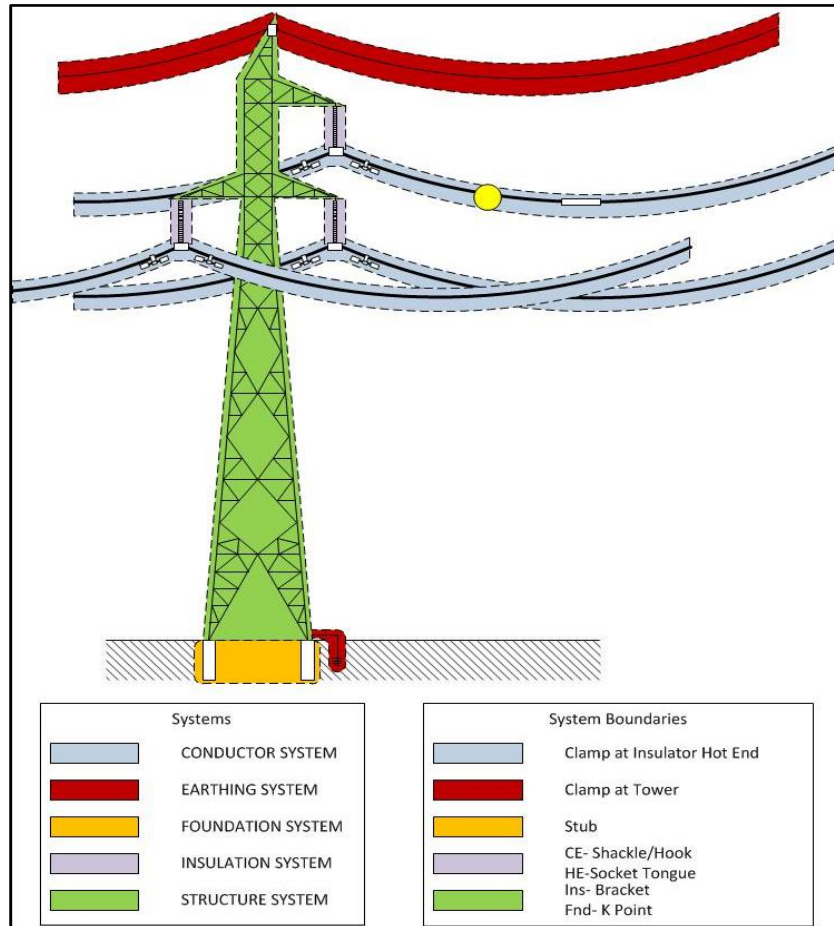 Systems
CONDUCTOR SYSTEM
EARTHING SYSTEM
FOUNDATION SYSTEM
INSULATION SYSTEM
STRUCTURE SYSTEM
System Boundaries
Clamp at Insulator Hot End
Clamp at Tower
Stub
CE- Shackle/Hook
HE-Socket Tongue
Ins- Bracket
Fnd- K Point